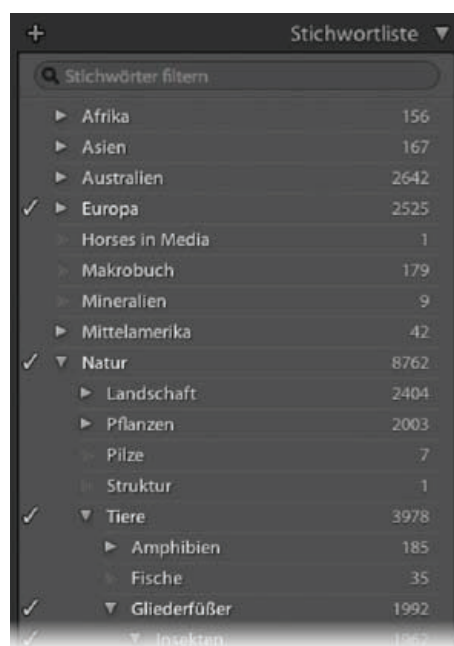 Stichwortliste
Stichwörter filtern
Afrika 156
Asien 167
Australien 2642
Europa 2525
Horses in Media 1
Makrobuch 179
Mineralien 9
Mittelamerika 42
Natur 8762
Landschaft 2404
Pflanzen 2003
Pilze 7
Struktur 1
Tiere 3978
Amphibien 185
Fische 35
Gliederfüßer 1992
Insekten 1962